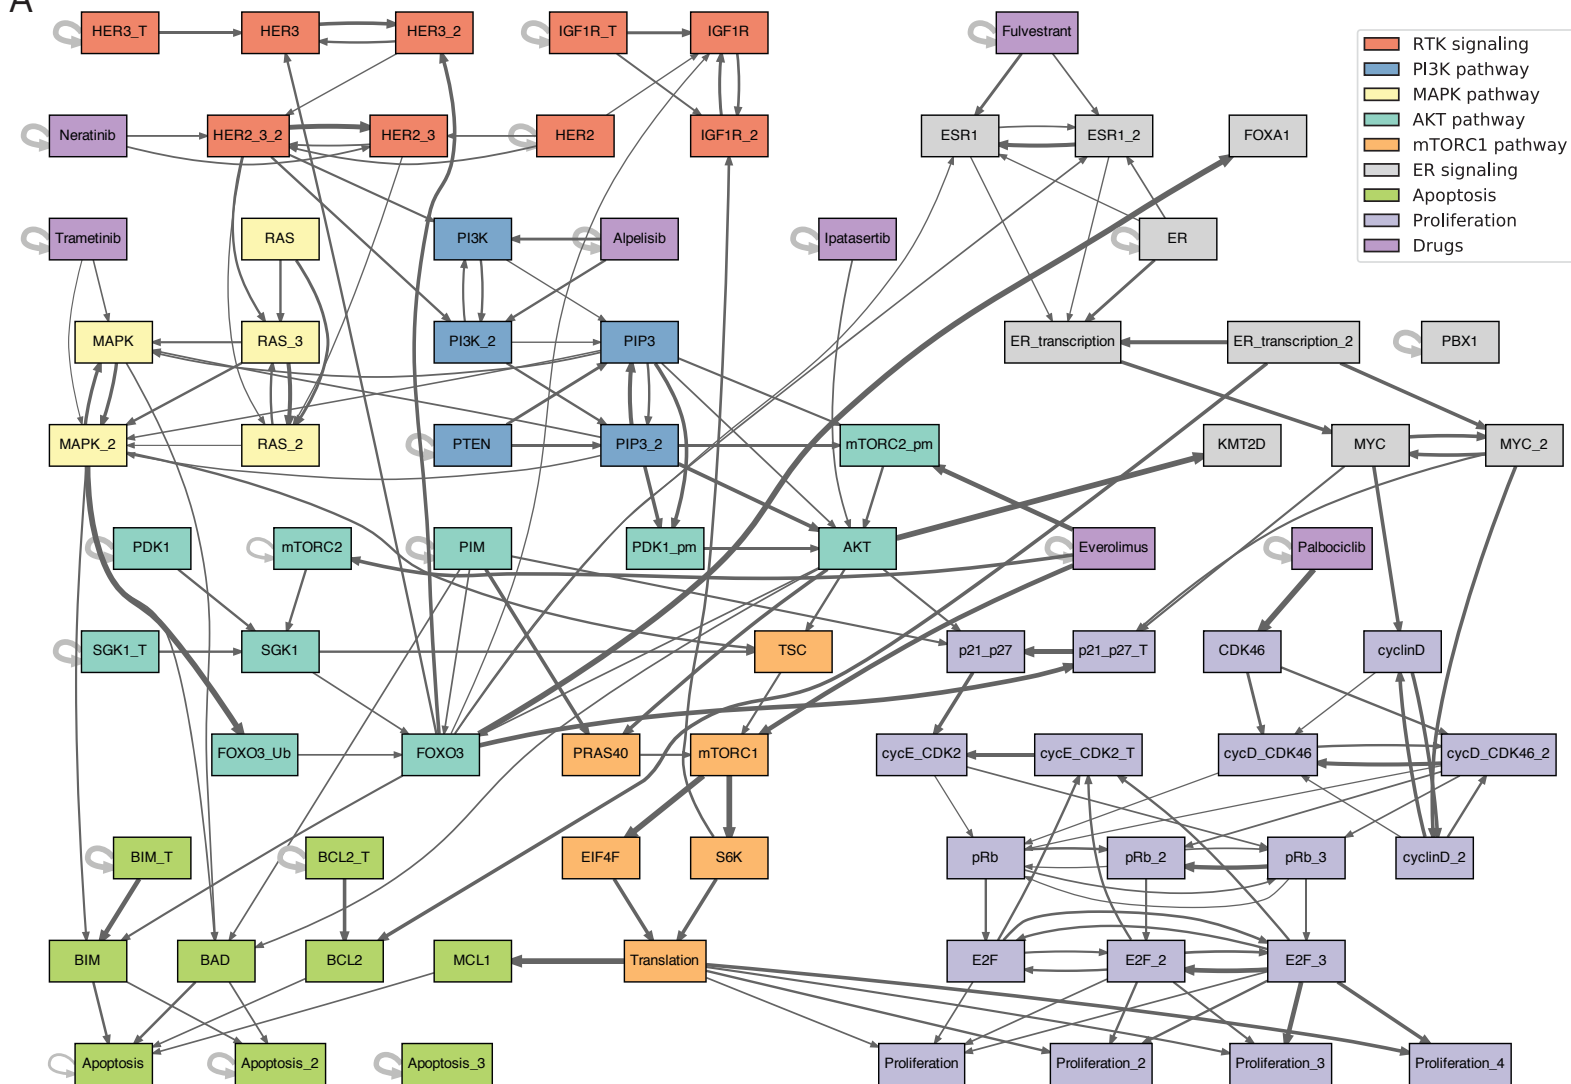 A
HER3_T
HER3
HER3_2
IGF1R_T
IGF1R
Fulvestrant
RTK signaling
PI3K pathway
MAPK pathway
AKT pathway
mTORC1 pathway
ER signaling
Apoptosis
Proliferation
Drugs
Neratinib
HER2_3_2
HER2_3
HER2
IGF1R_2
ESR1
ESR1_2
FOXA1
Trametinib
RAS
PI3K
Alpelisib
Ipatasertib
ER
MAPK
RAS_3
PI3K_2
PIP3
ER_transcription
ER_transcription_2
PBX1
MAPK_2
RAS_2
PTEN
PIP3_2
mTORC2_pm
KMT2D
MYC
MYC_2
PDK1
mTORC2
PIM
PDK1_pm
AKT
Everolimus
Palbociclib
SGK1_T
SGK1
TSC
p21_p27
p21_p27_T
CDK46
cyclinD
FOXO3_Ub
FOXO3
PRAS40
mTORC1
cycE_CDK2
cycE_CDK2_T
cycD_CDK46
cycD_CDK46_2
BIM_T
BCL2_T
EIF4F
S6K
pRb
pRb_2
pRb_3
cyclinD_2
BIM
BAD
BCL2
MCL1
Translation
E2F
E2F_2
E2F_3
Apoptosis
Apoptosis_2
Apoptosis_3
Proliferation
Proliferation_2
Proliferation_3
Proliferation_4